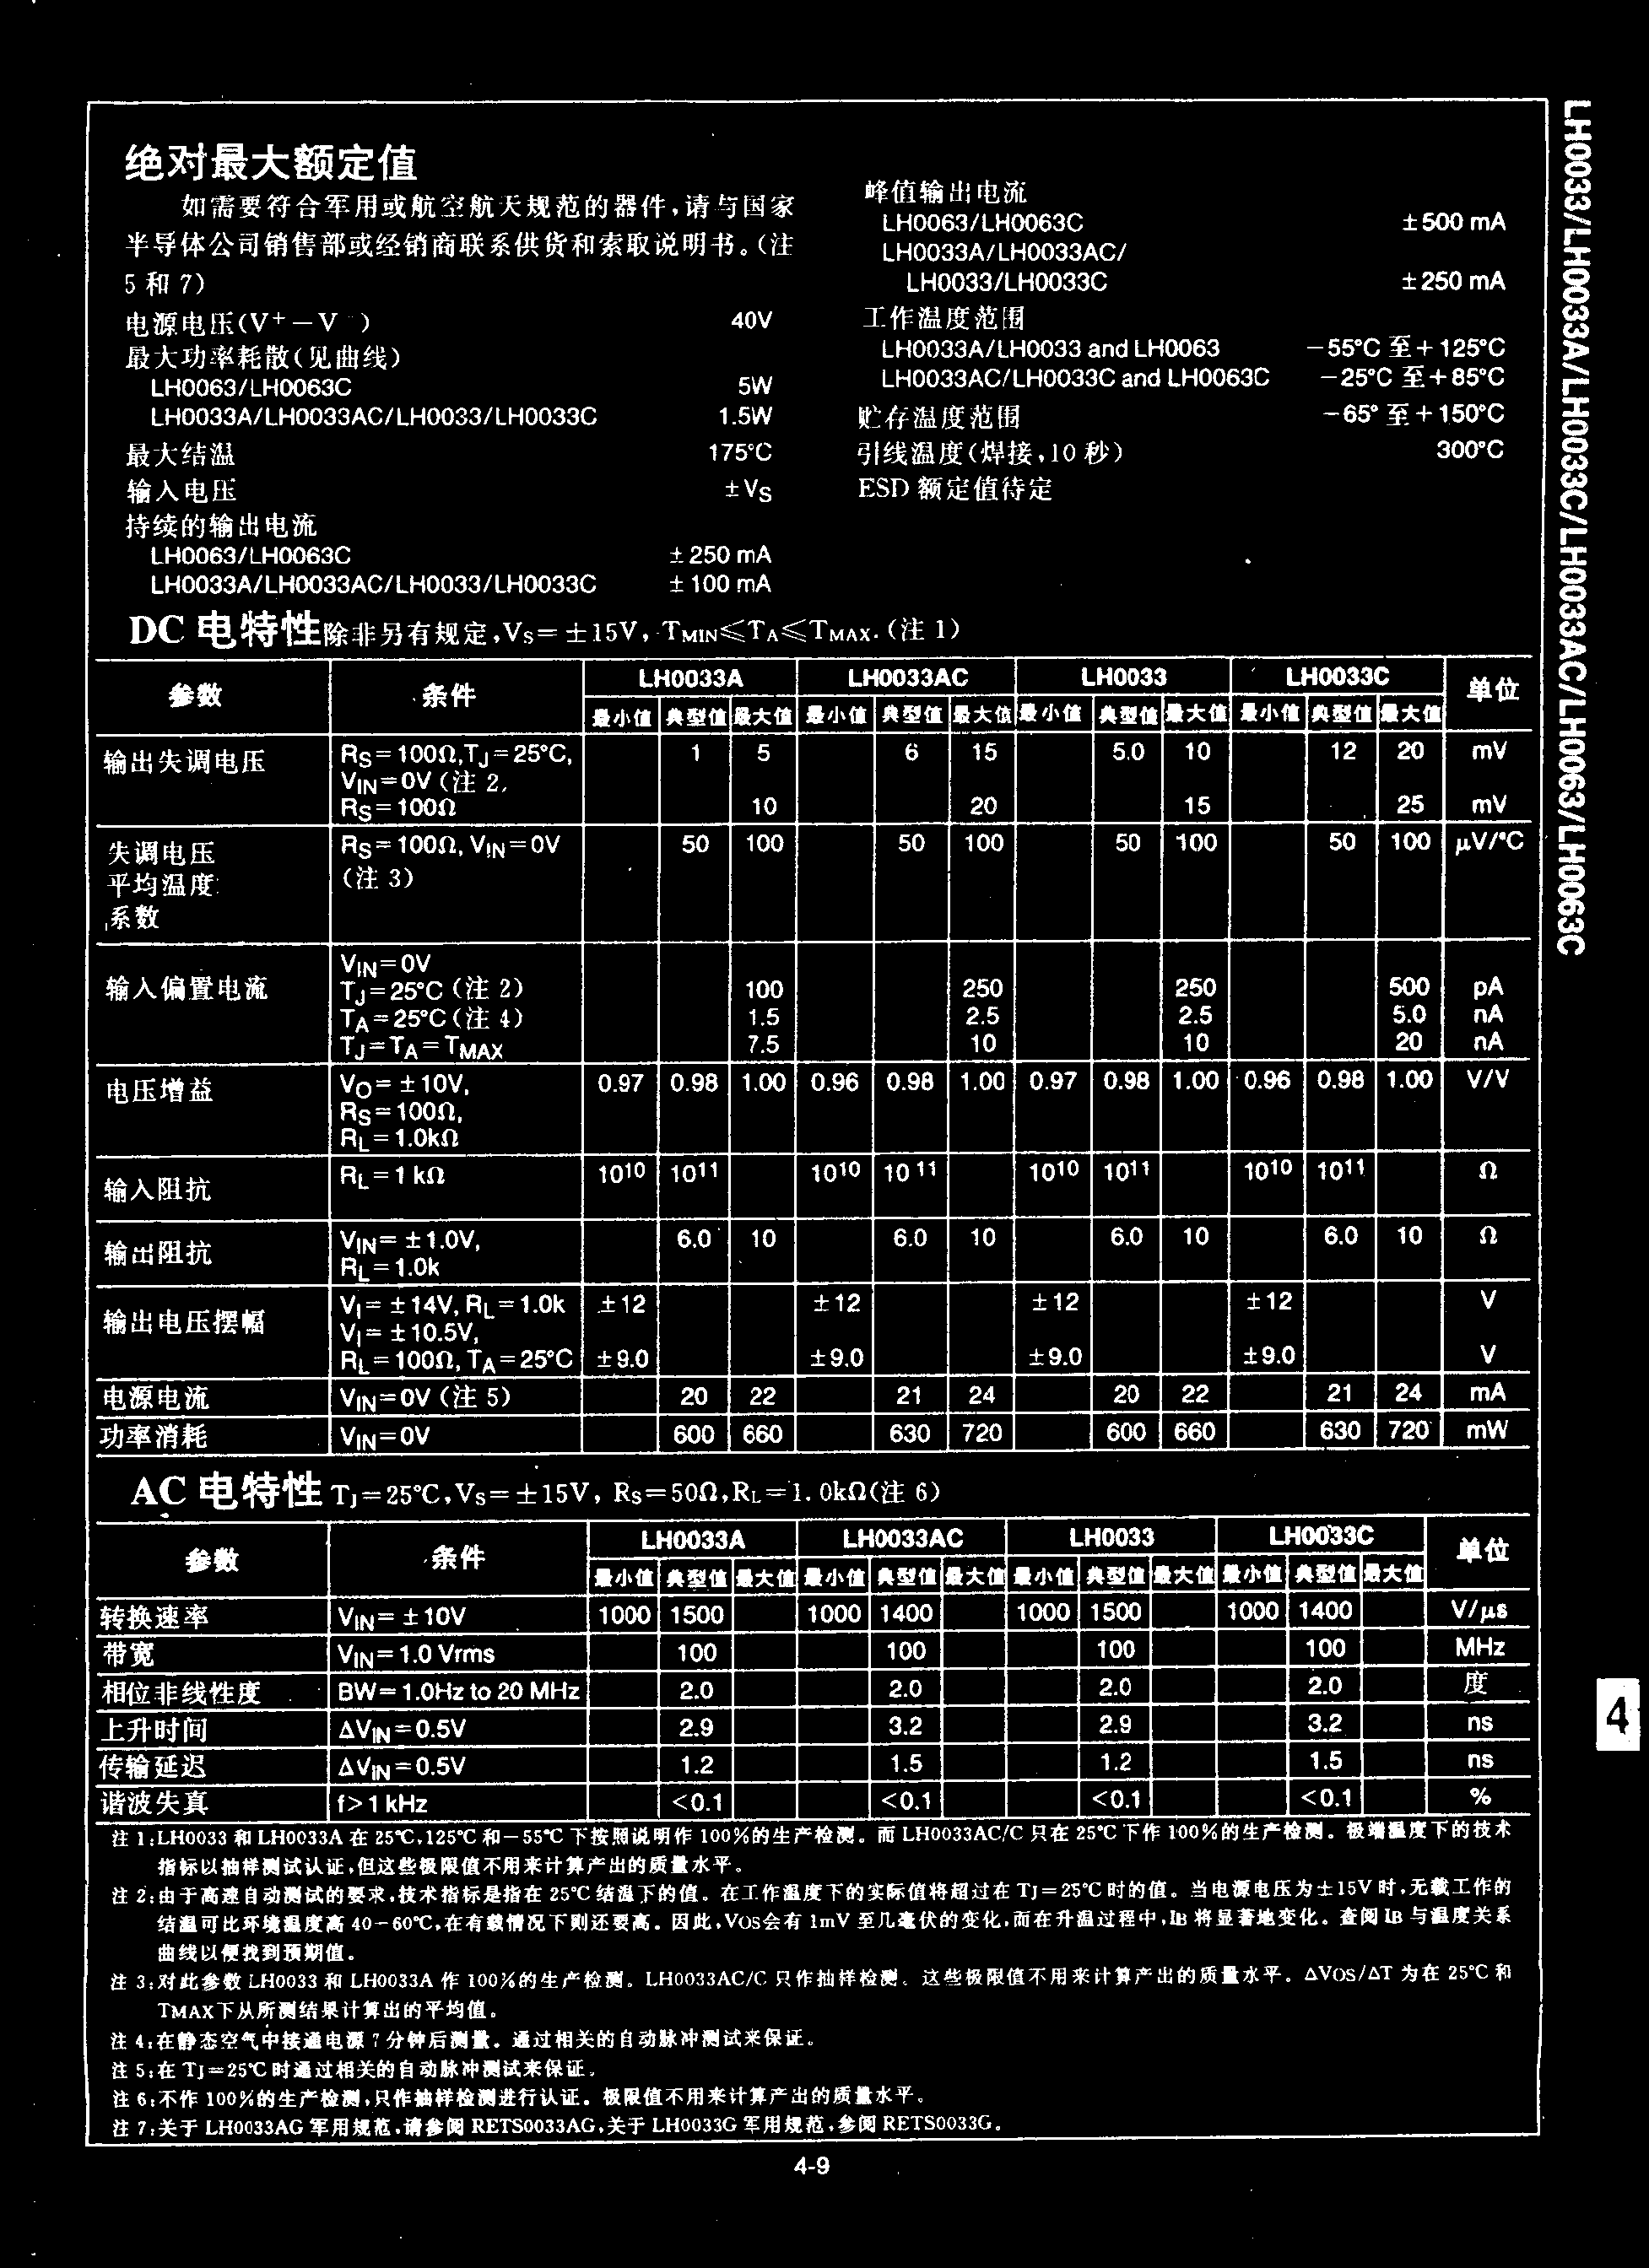 绝对最大额定值
如需要符合军用或航空航天规范的器件,请与国家
半导体公司销售部或经销商联系供货和索取说明书。(注
5 和 7)
电源电压(V⁺－V⁻)	40V
最大功率耗散(见曲线)
LH0063/LH0063C	5W
LH0033A/LH0033AC/LH0033/LH0033C	1.5W
最大结温	175°C
输入电压	±VS
持续的输出电流
LH0063/LH0063C	±250 mA
LH0033A/LH0033AC/LH0033/LH0033C	±100 mA
峰值输出电流
LH0063/LH0063C	±500 mA
LH0033A/LH0033AC/
LH0033/LH0033C	±250 mA
工作温度范围
LH0033A/LH0033 and LH0063	－55°C 至＋125°C
LH0033AC/LH0033C and LH0063C	－25°C 至＋85°C
贮存温度范围	－65° 至＋150°C
引线温度(焊接,10 秒)	300°C
ESD 额定值待定
LH0033/LH0033A/LH0033C/LH0033AC/LH0063/LH0063C
DC 电特性 除非另有规定,VS=±15V, TMIN≤TA≤TMAX. (注 1)
参数	条件	LH0033A	LH0033AC	LH0033	LH0033C	单位
最小值	典型值	最大值	最小值	典型值	最大值	最小值	典型值	最大值	最小值	典型值	最大值
输出失调电压	RS=100Ω,TJ=25°C,	1	5	6	15	5.0	10	12	20	mV
VIN=0V (注 2,
RS=100Ω	10	20	15	25	mV
失调电压	RS=100Ω, VIN=0V	50	100	50	100	50	100	50	100	μV/°C
平均温度	(注 3)
系数
VIN=0V
输入偏置电流	TJ=25°C (注 2)	100	250	250	500	pA
TA=25°C (注 4)	1.5	2.5	2.5	5.0	nA
TJ=TA=TMAX	7.5	10	10	20	nA
电压增益	VO=±10V,	0.97	0.98	1.00	0.96	0.98	1.00	0.97	0.98	1.00	0.96	0.98	1.00	V/V
RS=100Ω,
RL=1.0kΩ
输入阻抗	RL=1 kΩ	10¹⁰	10¹¹	10¹⁰	10¹¹	10¹⁰	10¹¹	10¹⁰	10¹¹	Ω
输出阻抗	VIN=±1.0V,	6.0	10	6.0	10	6.0	10	6.0	10	Ω
RL=1.0k
输出电压摆幅	VI=±14V, RL=1.0k	±12	±12	±12	±12	V
VI=±10.5V,
RL=100Ω, TA=25°C	±9.0	±9.0	±9.0	±9.0	V
电源电流	VIN=0V (注 5)	20	22	21	24	20	22	21	24	mA
功率消耗	VIN=0V	600	660	630	720	600	660	630	720	mW
AC 电特性 TJ=25°C,VS=±15V, RS=50Ω,RL=1.0kΩ(注 6)
参数	条件	LH0033A	LH0033AC	LH0033	LH0033C	单位
最小值	典型值	最大值	最小值	典型值	最大值	最小值	典型值	最大值	最小值	典型值	最大值
转换速率	VIN=±10V	1000	1500	1000	1400	1000	1500	1000	1400	V/μs
带宽	VIN=1.0 Vrms	100	100	100	100	MHz
相位非线性度	BW=1.0Hz to 20 MHz	2.0	2.0	2.0	2.0	度
上升时间	ΔVIN=0.5V	2.9	3.2	2.9	3.2	ns
传输延迟	ΔVIN=0.5V	1.2	1.5	1.2	1.5	ns
谐波失真	f>1 kHz	<0.1	<0.1	<0.1	<0.1	%
注 1:LH0033 和 LH0033A 在 25°C,125°C 和－55°C 下按照说明作 100%的生产检测。而 LH0033AC/C 只在 25°C 下作 100%的生产检测。极端温度下的技术
指标以抽样测试认证,但这些极限值不用来计算产出的质量水平。
注 2:由于高速自动测试的要求,技术指标是指在 25°C 结温下的值。在工作温度下的实际值将超过在 TJ=25°C 时的值。当电源电压为±15V 时,无载工作的
结温可比环境温度高 40－60°C,在有载情况下则还要高。因此,VOS会有 1mV 至几毫伏的变化,而在升温过程中,IB 将显著地变化。查阅 IB 与温度关系
曲线以便找到预期值。
注 3:对此参数 LH0033 和 LH0033A 作 100%的生产检测。LH0033AC/C 只作抽样检测。这些极限值不用来计算产出的质量水平。ΔVOS/ΔT 为在 25°C 和
TMAX下从所测结果计算出的平均值。
注 4:在静态空气中接通电源 7 分钟后测量。通过相关的自动脉冲测试来保证。
注 5:在 TJ=25°C 时通过相关的自动脉冲测试来保证。
注 6:不作 100%的生产检测,只作抽样检测进行认证。极限值不用来计算产出的质量水平。
注 7:关于 LH0033AG 军用规范,请参阅 RETS0033AG,关于 LH0033G 军用规范,参阅 RETS0033G。
4
4-9